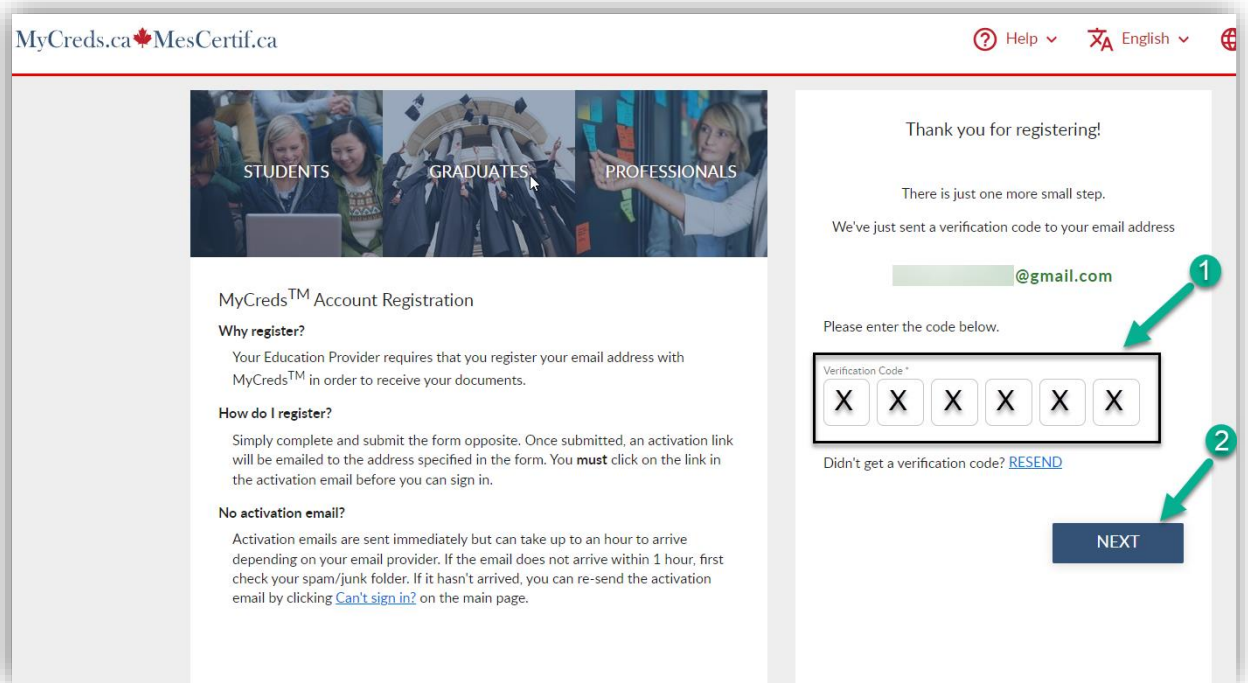 MyCreds.ca MesCertif.ca
Help
English
STUDENTS
GRADUATES
PROFESSIONALS
MyCreds™ Account Registration
Why register?
Your Education Provider requires that you register your email address with
MyCreds™ in order to receive your documents.
How do I register?
Simply complete and submit the form opposite. Once submitted, an activation link
will be emailed to the address specified in the form. You must click on the link in
the activation email before you can sign in.
No activation email?
Activation emails are sent immediately but can take up to an hour to arrive
depending on your email provider. If the email does not arrive within 1 hour, first
check your spam/junk folder. If it hasn't arrived, you can re-send the activation
email by clicking Can't sign in? on the main page.
Thank you for registering!
There is just one more small step.
We've just sent a verification code to your email address
@gmail.com
1
Please enter the code below.
Verification Code *
X X X X X X
2
Didn't get a verification code? RESEND
NEXT